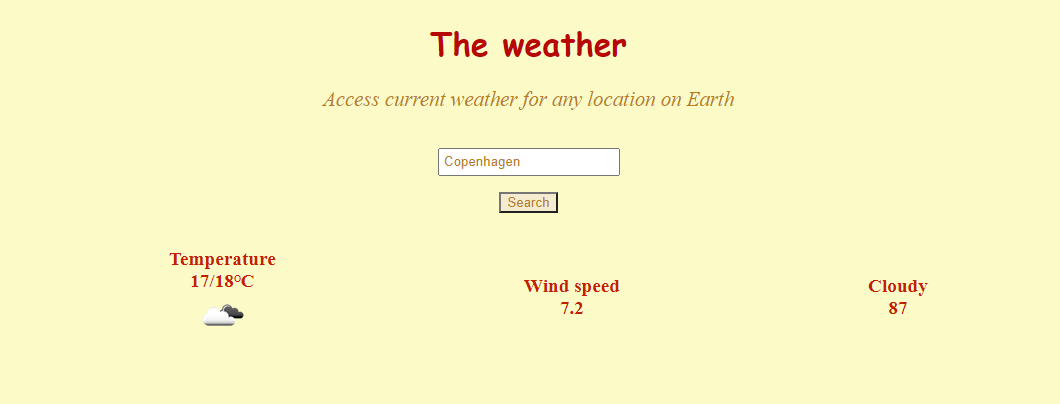 The weather
Access current weather for any location on Earth
Copenhagen
Search
Temperature
17/18°C
Wind speed
7.2
Cloudy
87